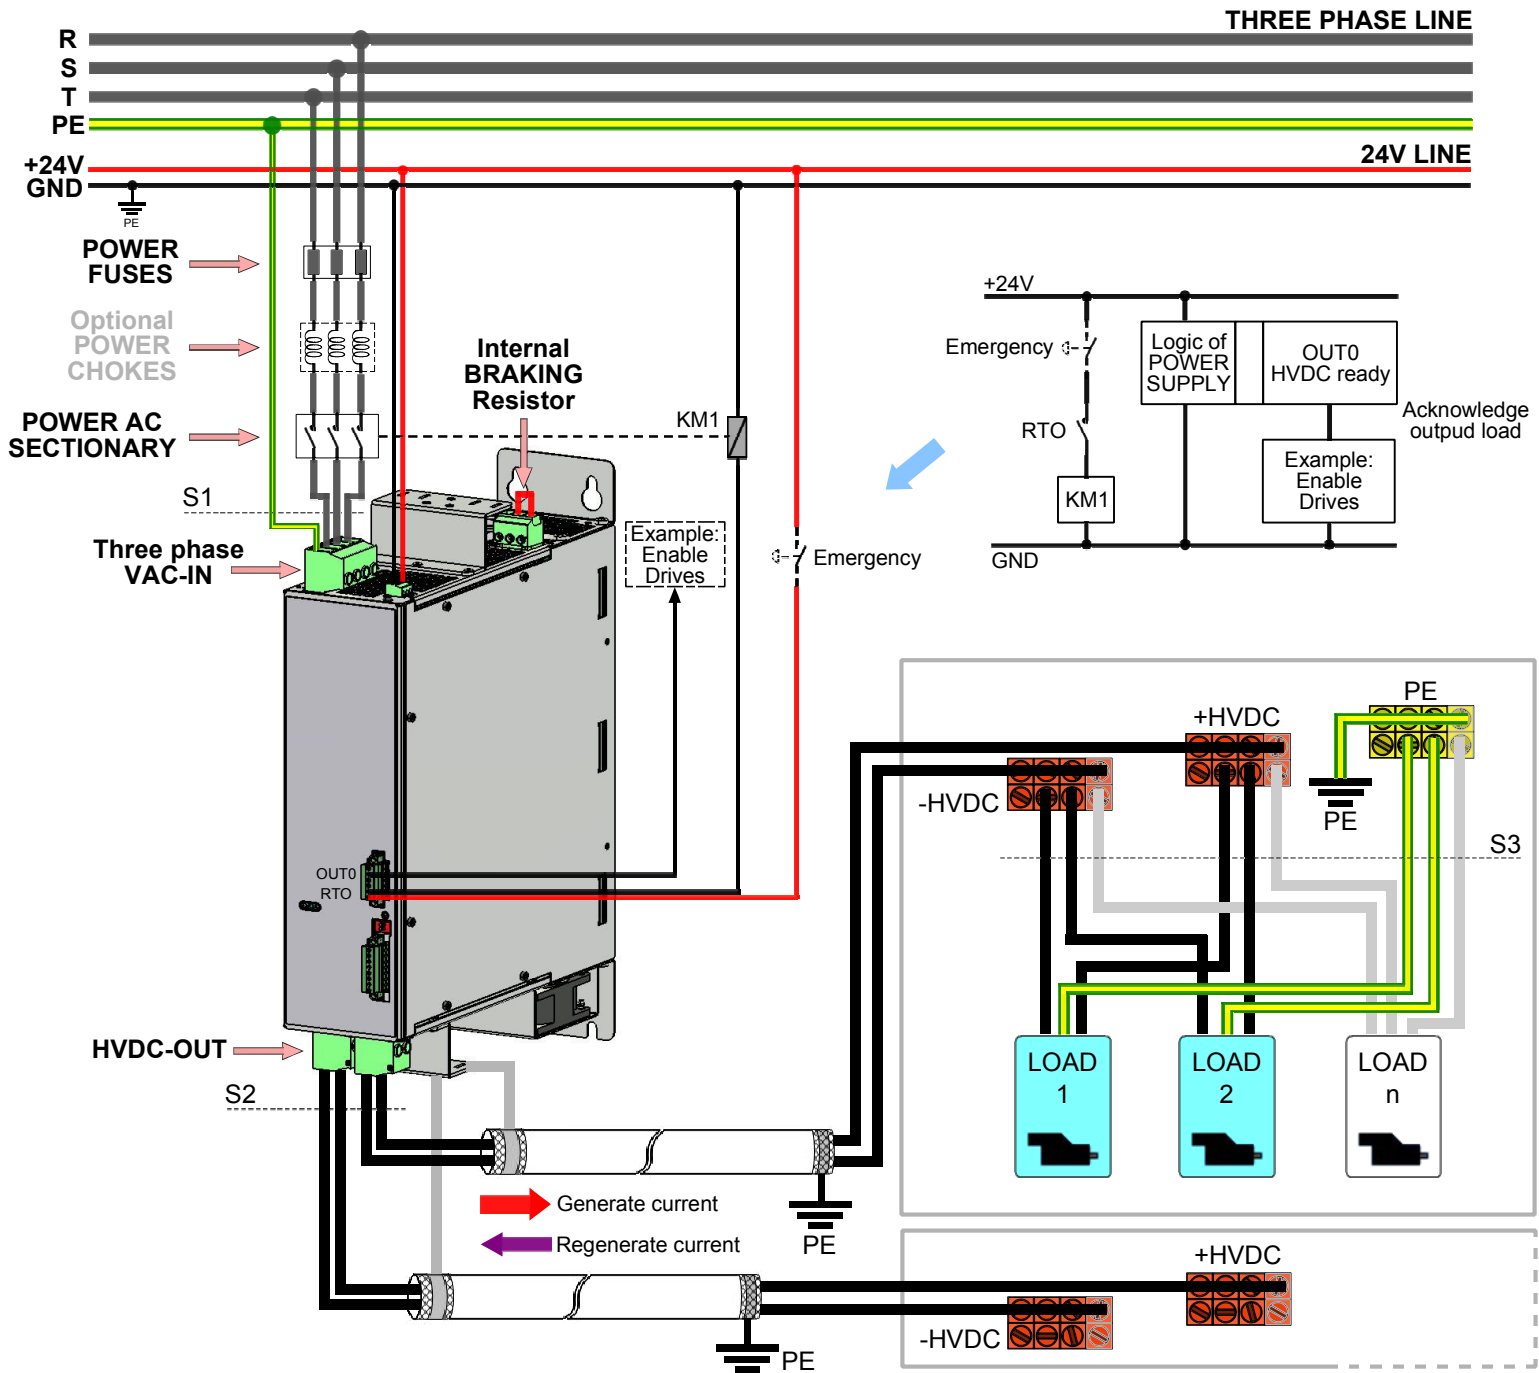 THREE PHASE LINE
R
S
T
PE
24V LINE
+24V
GND
PE
POWER
FUSES
Optional
POWER
CHOKES
POWER AC
SECTIONARY
Internal
BRAKING
Resistor
KM1
S1
Three phase
VAC-IN
Example:
Enable
Drives
Emergency
+24V
Emergency
RTO
KM1
GND
Logic of
POWER
SUPPLY
OUT0
HVDC ready
Acknowledge
outpud load
Example:
Enable
Drives
OUT0
RTO
HVDC-OUT
S2
+HVDC
-HVDC
PE
PE
S3
LOAD
1
LOAD
2
LOAD
n
Generate current
Regenerate current
PE
+HVDC
-HVDC
PE